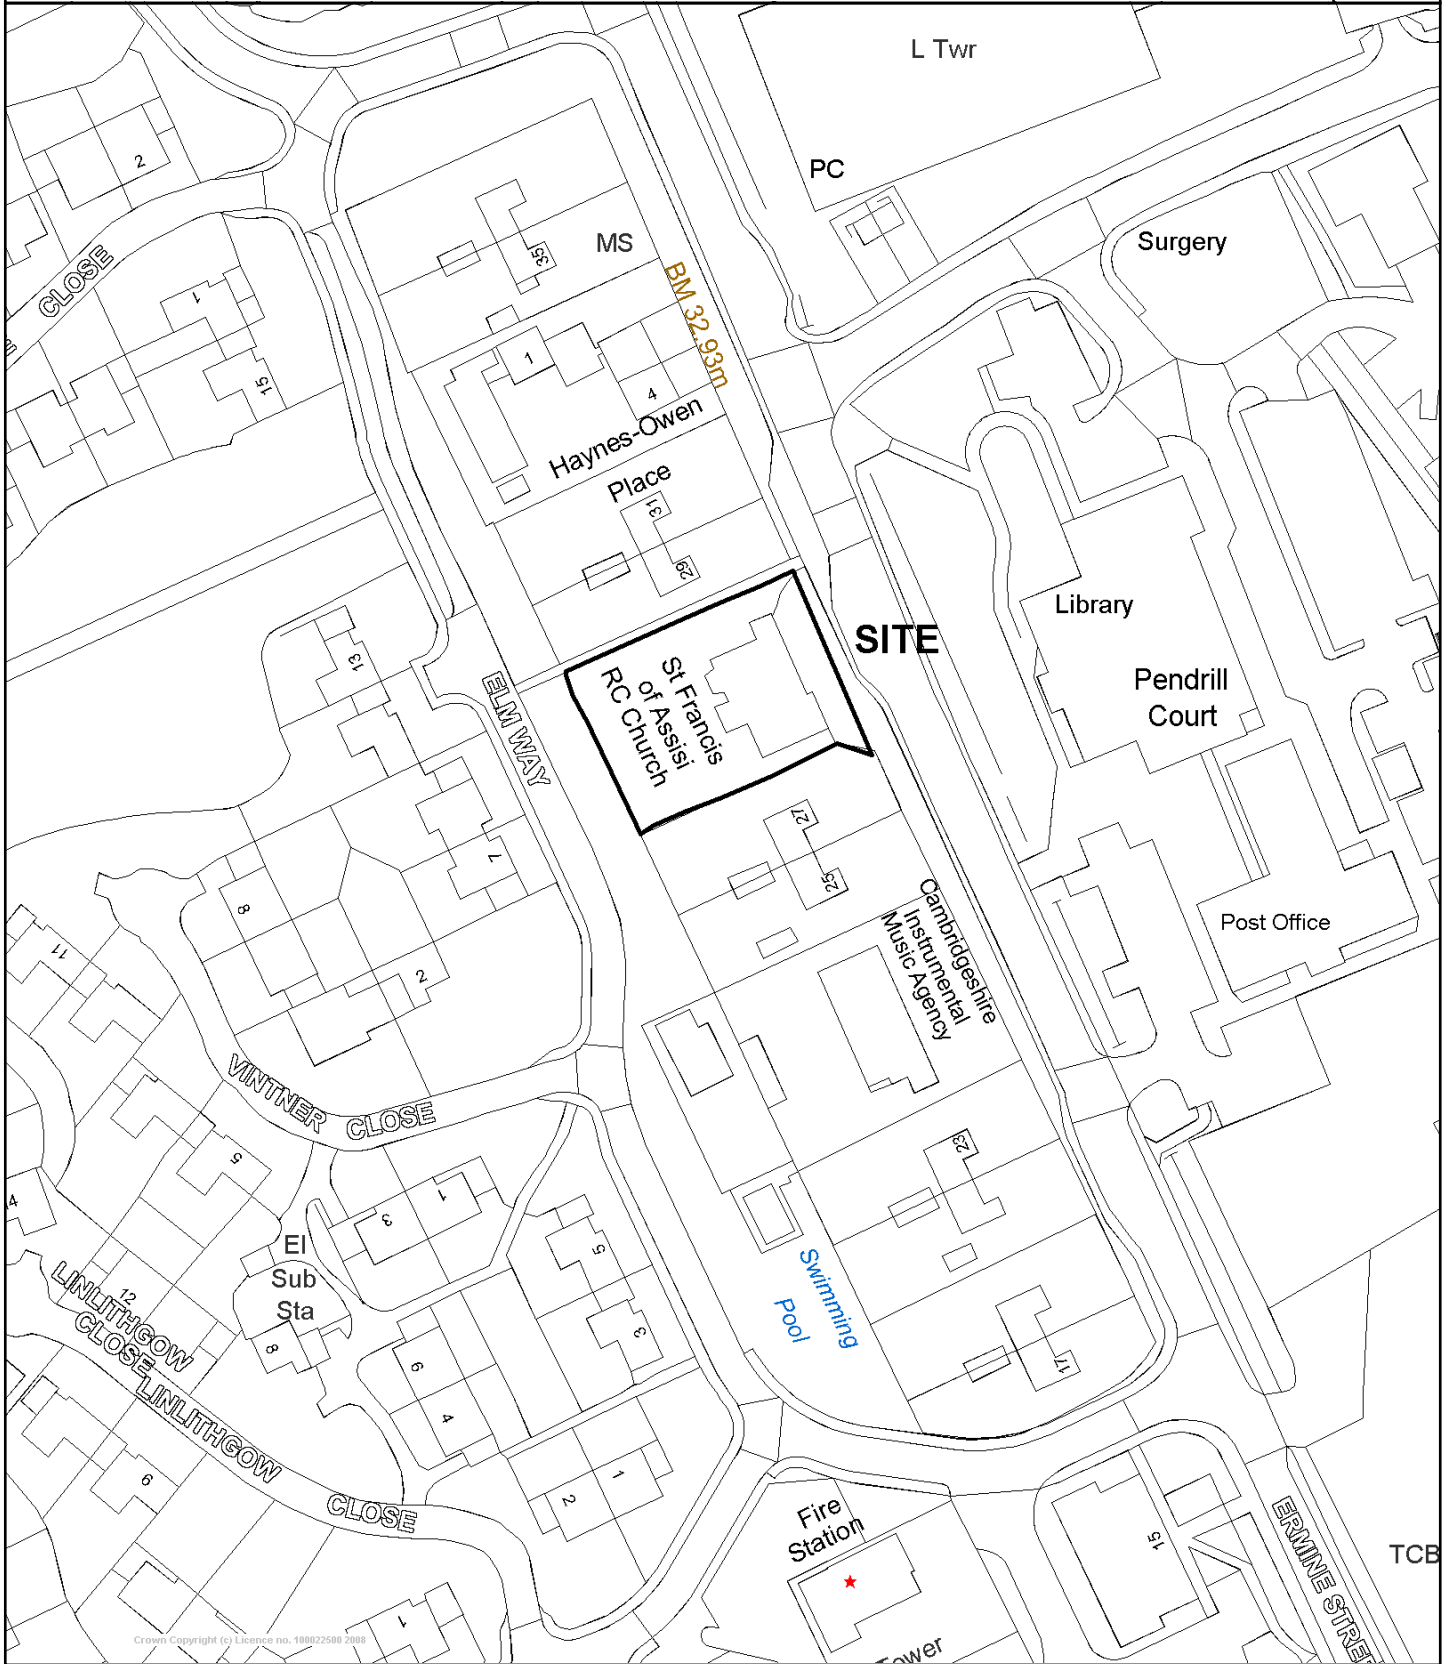 L Twr
PC
2
Surgery
MS
35
CLOSE
BM 32.93m
1
1
15
4
Haynes-Owen
Place
31
29
Library
SITE
13
St Francis
of Assisi
RC Church
ELM WAY
Pendrill
Court
27
7
25
8
Cambridgeshire
Instrumental
Music Agency
Post Office
11
2
VINTNER CLOSE
23
5
1
3
4
El
Sub
Sta
5
Swimming
Pool
LINLITHGOW
CLOSE
12
8
3
6
17
4
LINLITHGOW
CLOSE
9
1
2
Fire
Station
15
ERMINE STREE
TCB
1
Crown Copyright (c) Licence no. 100022500 2008
Tower